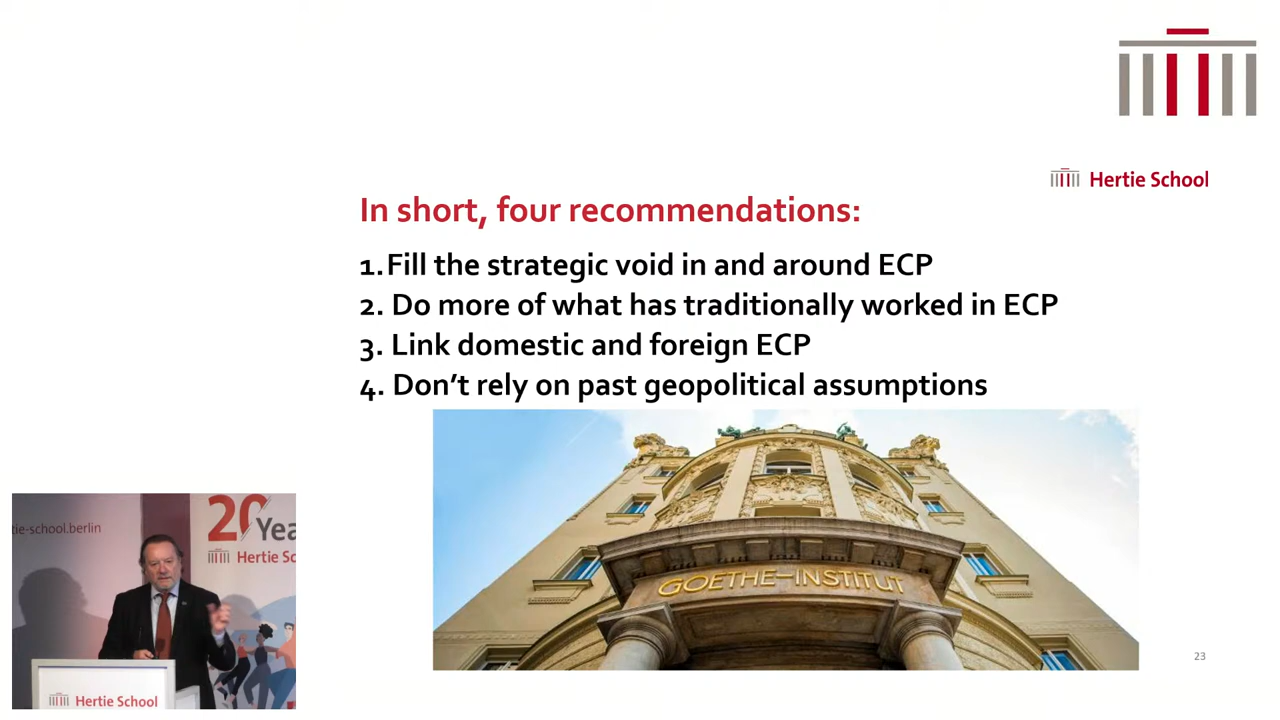 Hertie School
In short, four recommendations:
1. Fill the strategic void in and around ECP
2. Do more of what has traditionally worked in ECP
3. Link domestic and foreign ECP
4. Don't rely on past geopolitical assumptions
GOETHE-INSTITUT
tie-school.berlin
20 Yea
Hertie Sc
Hertie School
23